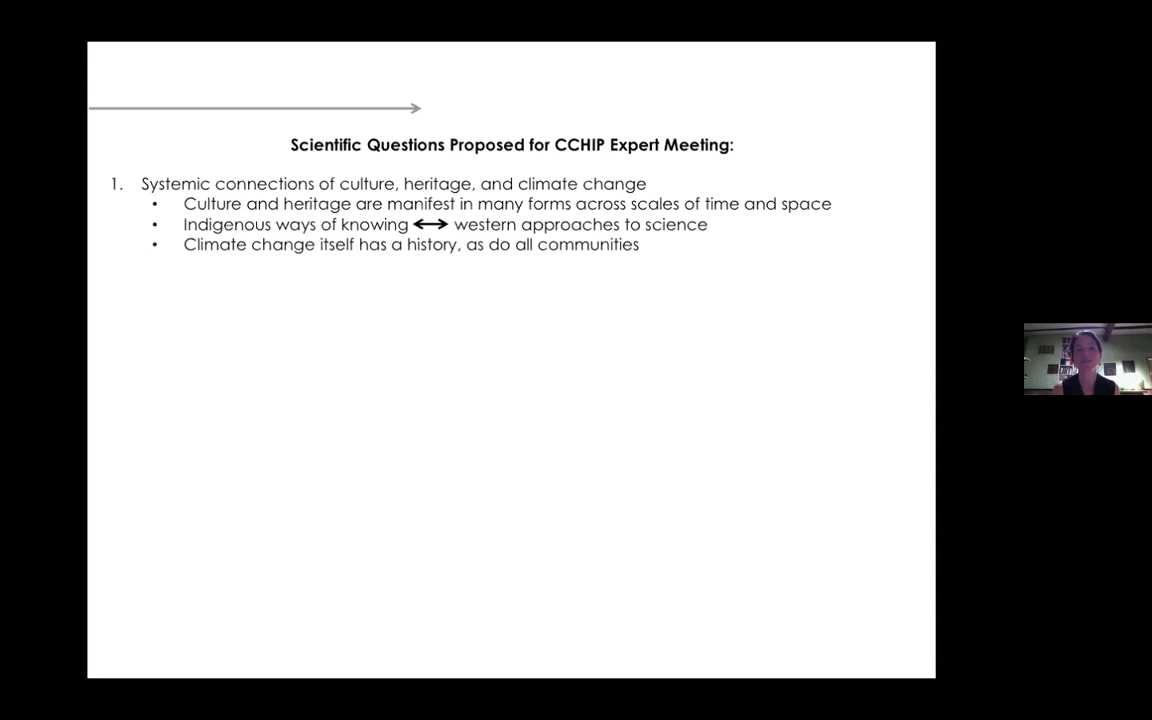 Scientific Questions Proposed for CCHIP Expert Meeting:
1. Systemic connections of culture, heritage, and climate change
• Culture and heritage are manifest in many forms across scales of time and space
• Indigenous ways of knowing ↔ western approaches to science
• Climate change itself has a history, as do all communities